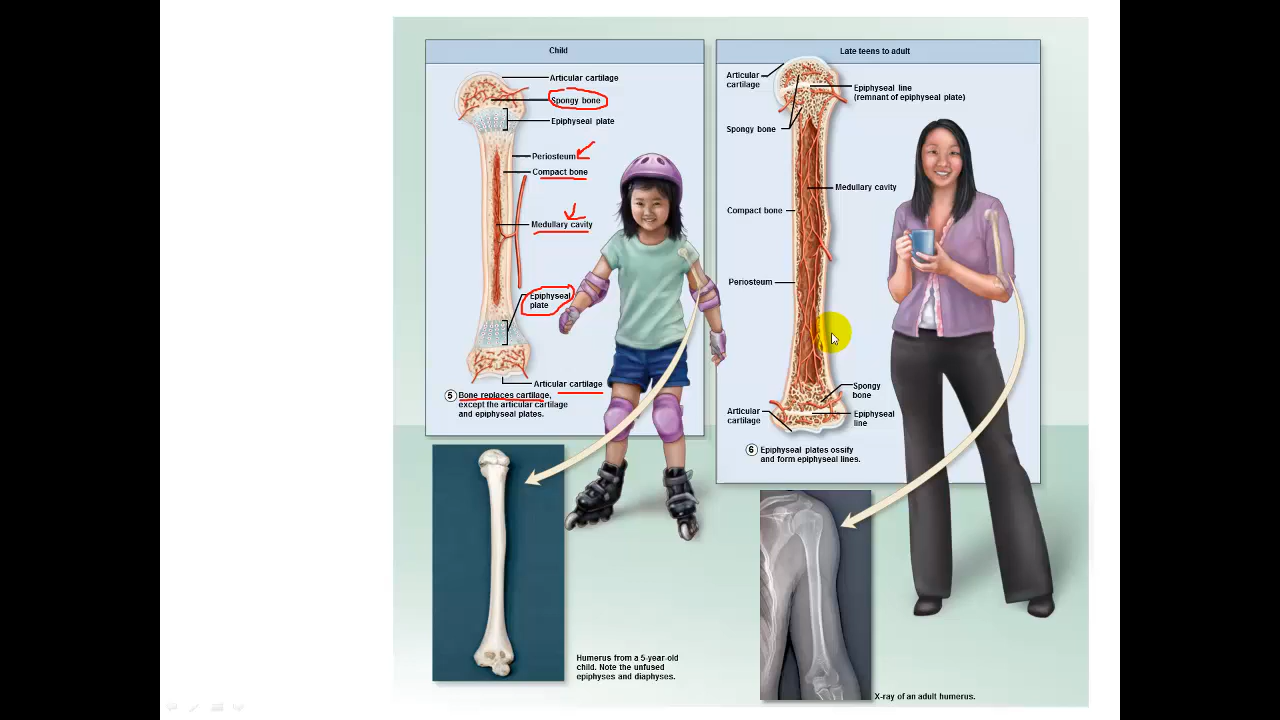 Child
Articular cartilage
Spongy bone
Epiphyseal plate
Periosteum
Compact bone
Medullary cavity
Epiphyseal
plate
Articular cartilage
5 Bone replaces cartilage,
except the articular cartilage
and epiphyseal plates.
Late teens to adult
Articular
cartilage
Epiphyseal line
(remnant of epiphyseal plate)
Spongy bone
Medullary cavity
Compact bone
Periosteum
Spongy
bone
Articular
cartilage
Epiphyseal
line
6 Epiphyseal plates ossify
and form epiphyseal lines.
Humerus from a 5-year-old
child. Note the unfused
epiphyses and diaphyses.
X-ray of an adult humerus.